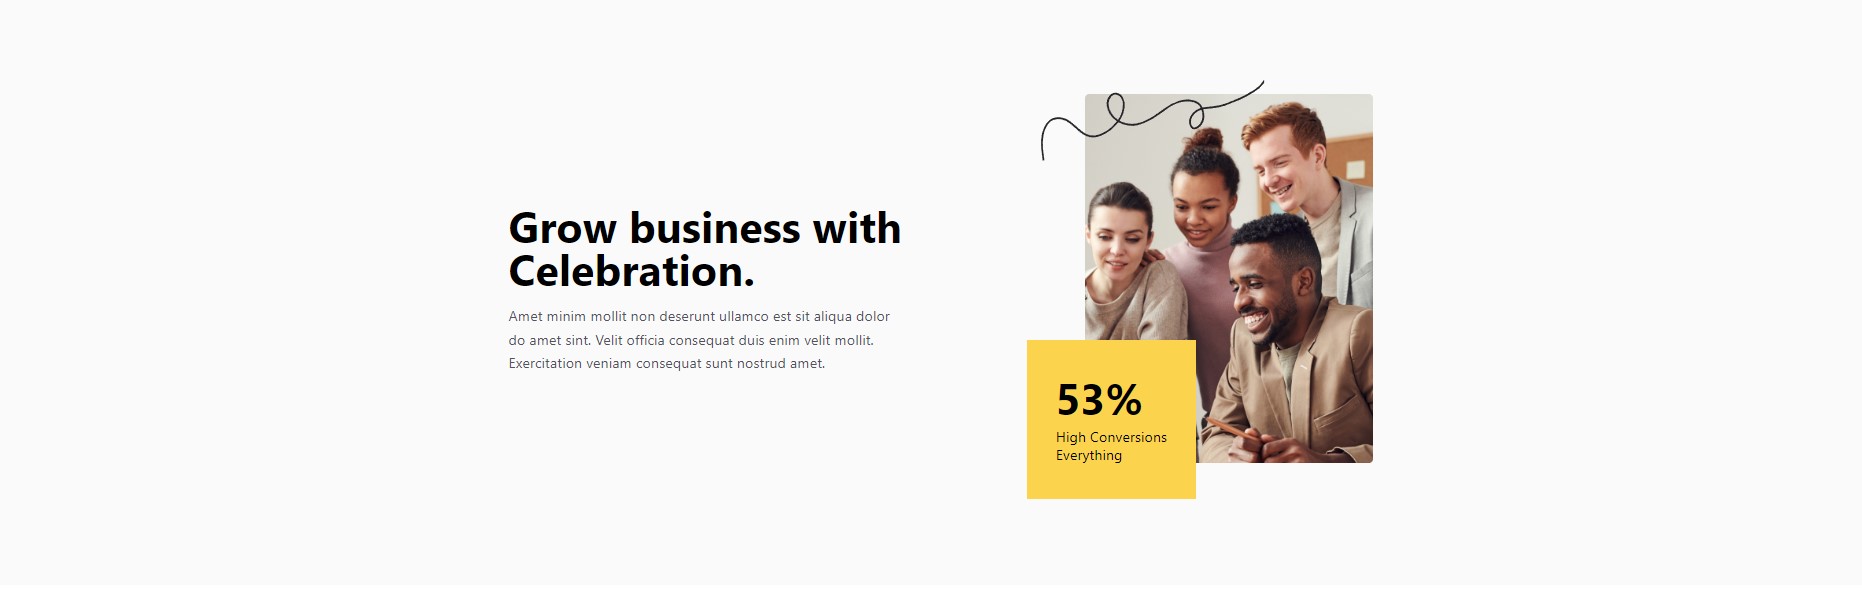 Grow business with
Celebration.
Amet minim mollit non deserunt ullamco est sit aliqua dolor
do amet sint. Velit officia consequat duis enim velit mollit.
Exercitation veniam consequat sunt nostrud amet.
53%
High Conversions
Everything